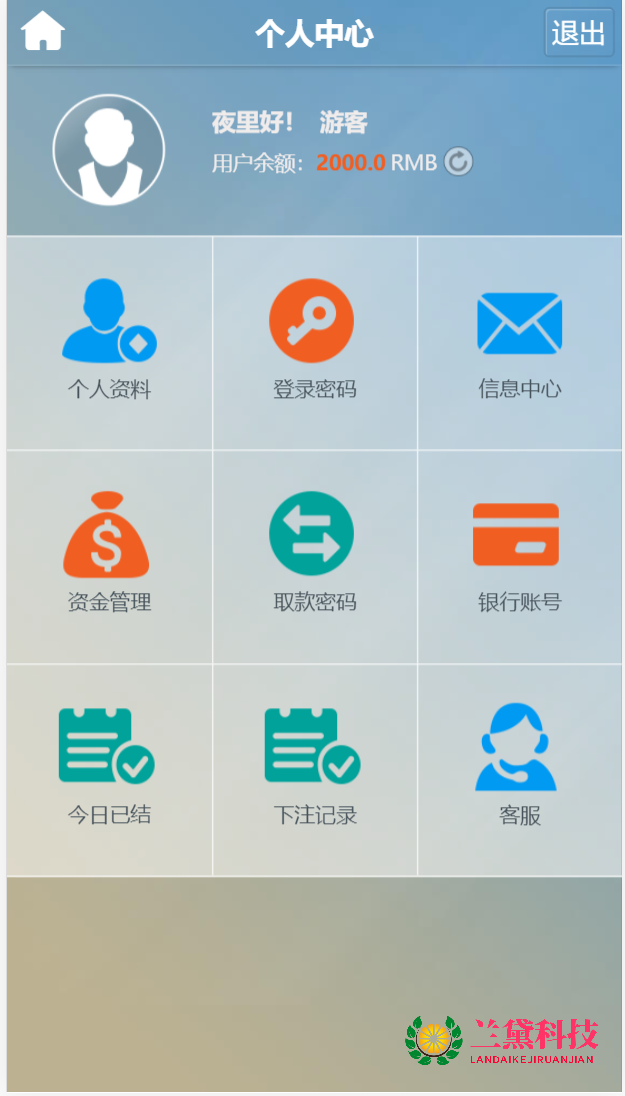 个人中心
退出
夜里好! 游客
用户余额: 2000.0 RMB
个人资料
登录密码
信息中心
资金管理
取款密码
银行账号
今日已结
下注记录
客服
兰黛科技
LANDAIKEJIRUANJIAN